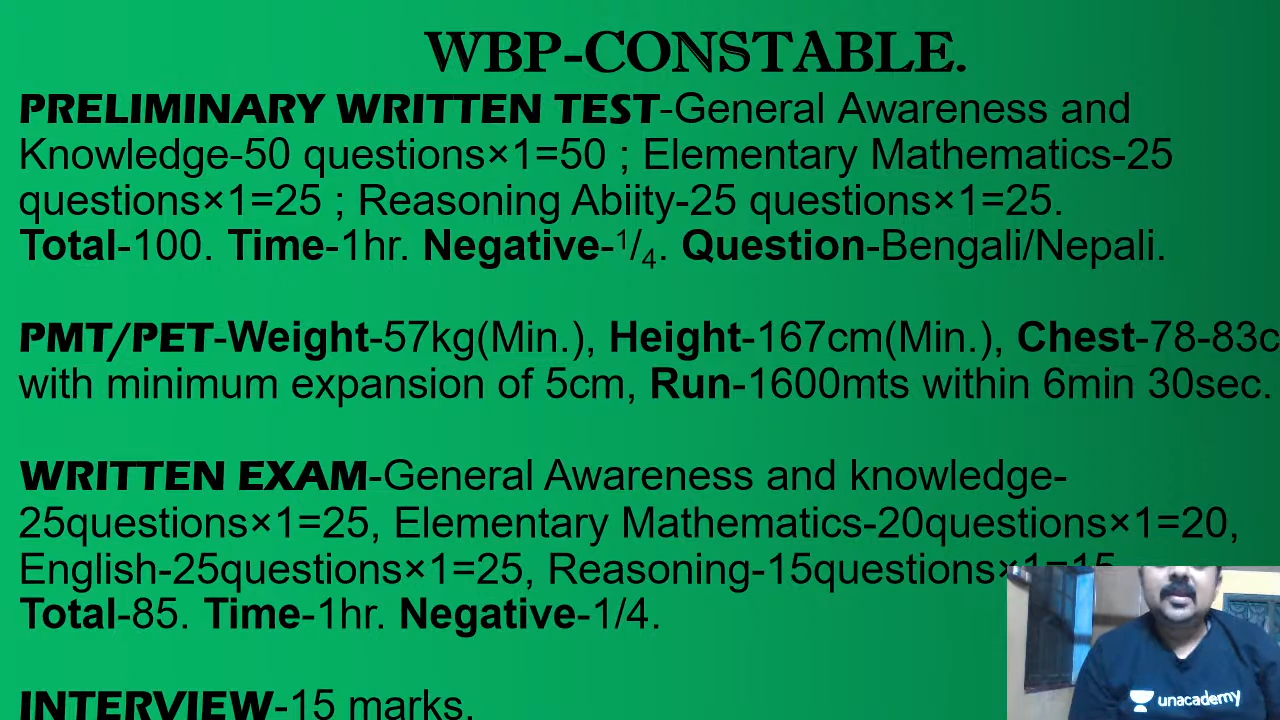 WBP-CONSTABLE.
PRELIMINARY WRITTEN TEST-General Awareness and
Knowledge-50 questions×1=50 ; Elementary Mathematics-25
questions×1=25 ; Reasoning Abiity-25 questions×1=25.
Total-100. Time-1hr. Negative-¹/₄. Question-Bengali/Nepali.
PMT/PET-Weight-57kg(Min.), Height-167cm(Min.), Chest-78-83c
with minimum expansion of 5cm, Run-1600mts within 6min 30sec.
WRITTEN EXAM-General Awareness and knowledge-
25questions×1=25, Elementary Mathematics-20questions×1=20,
English-25questions×1=25, Reasoning-15questions×1=15
Total-85. Time-1hr. Negative-1/4.
INTERVIEW-15 marks.
unacademy